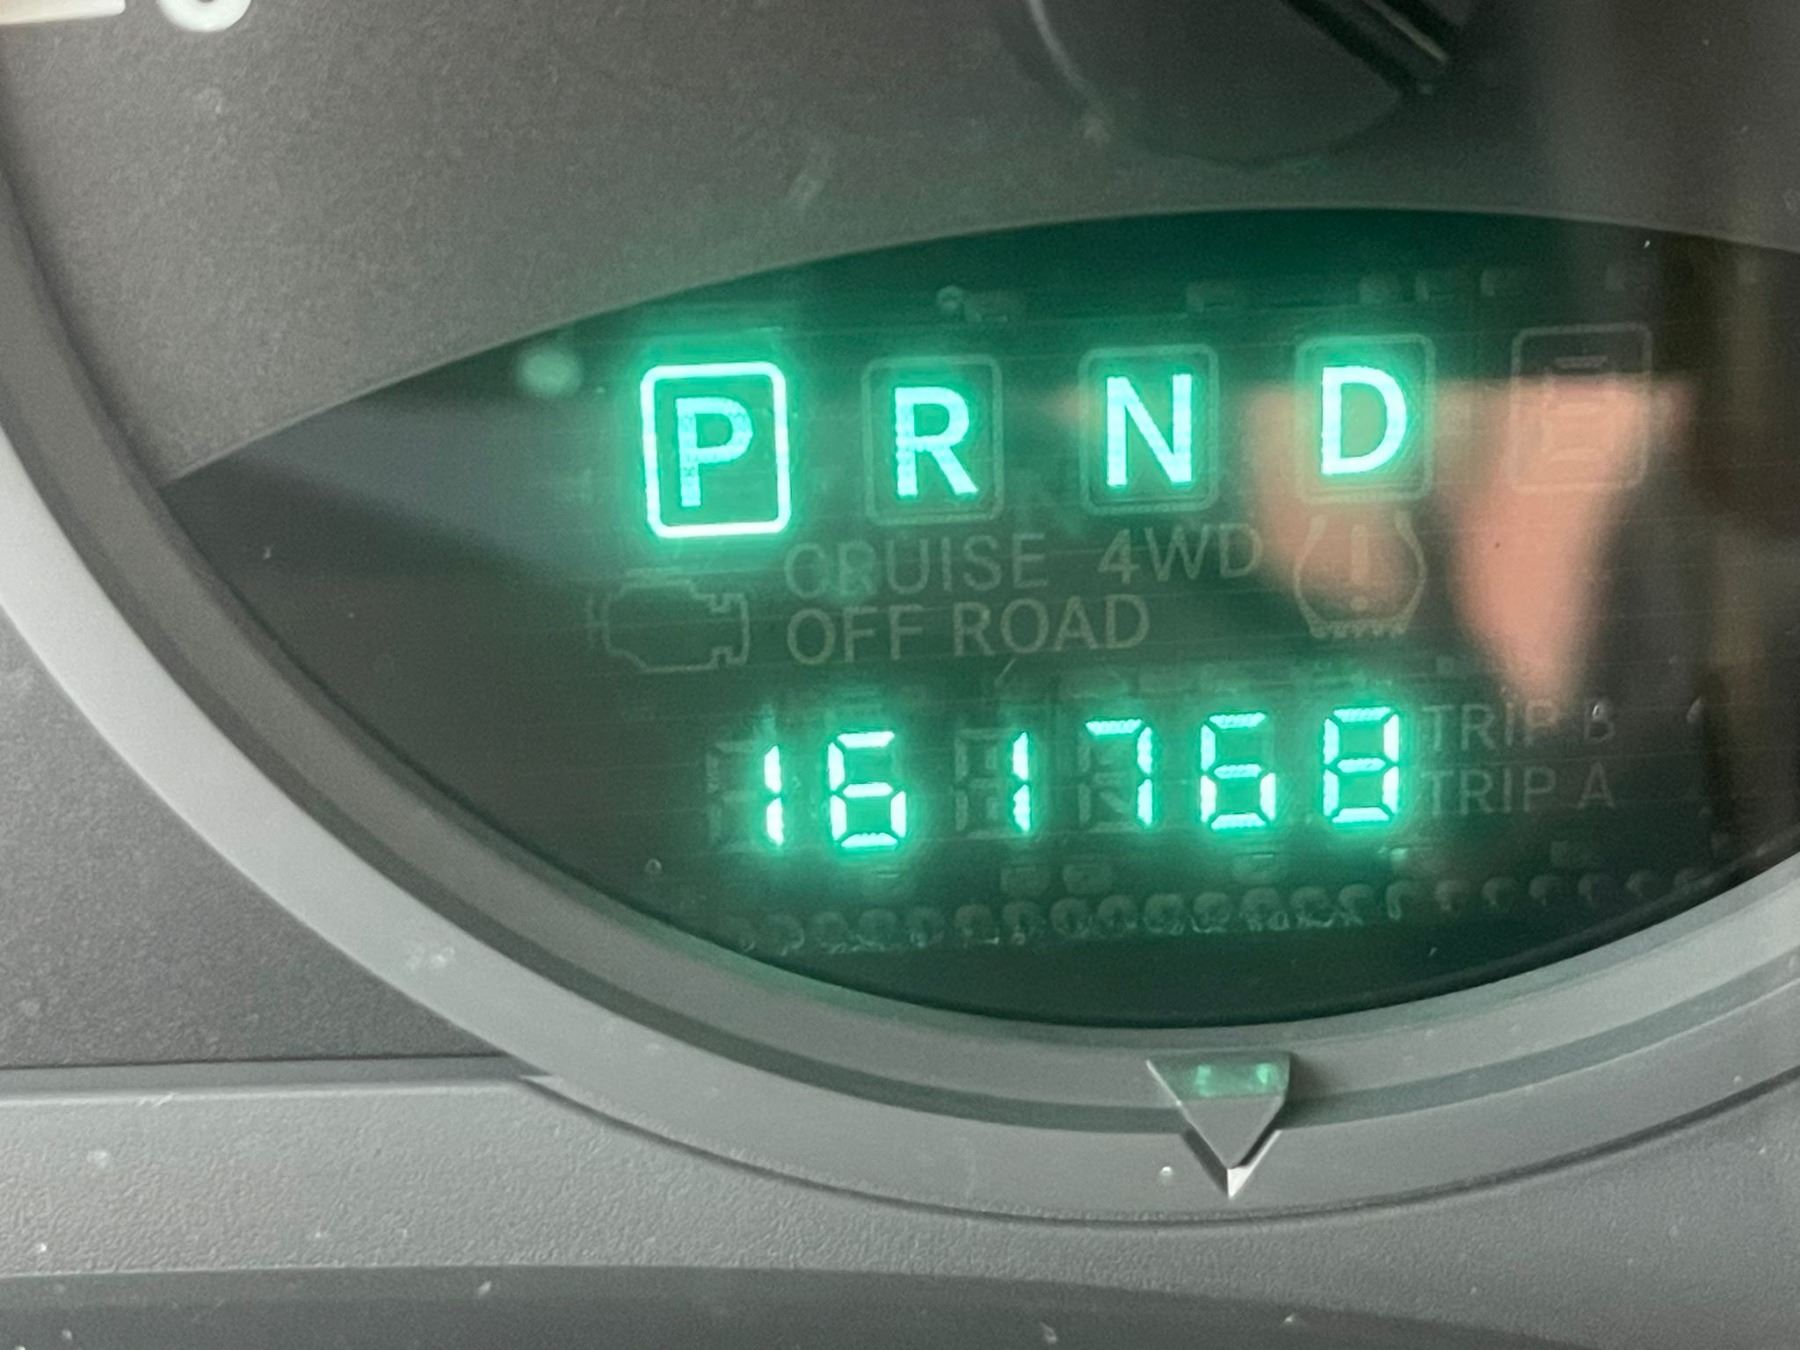 P R N D
CRUISE 4WD
OFF ROAD
161768
TRIP B
TRIP A